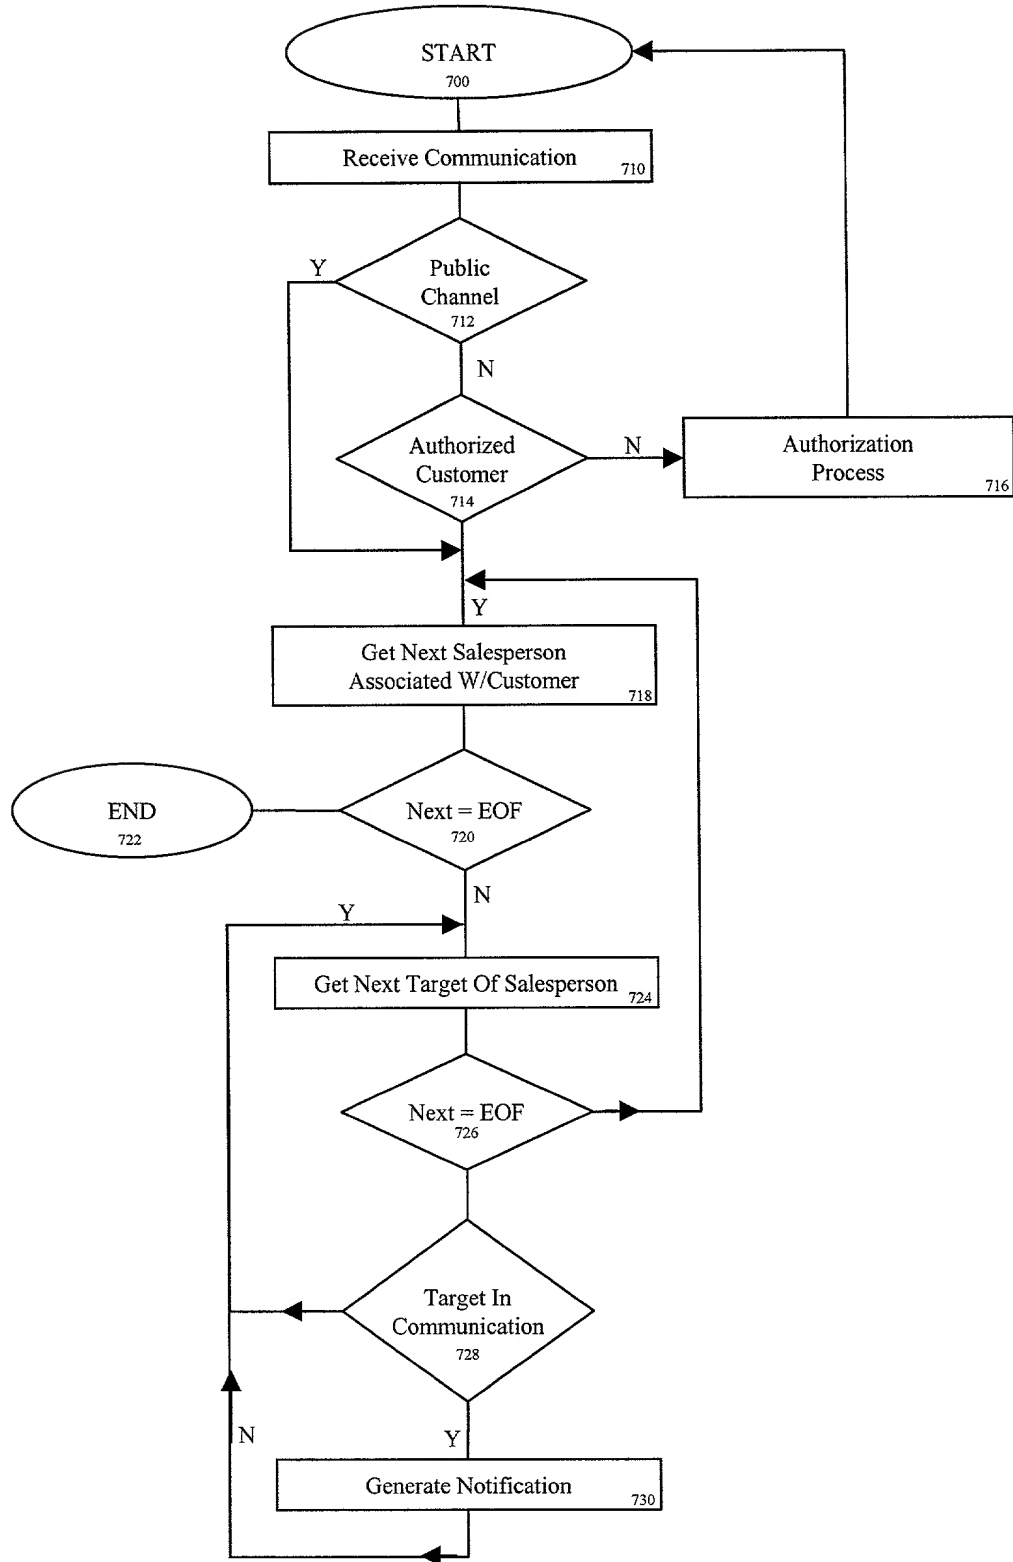 START
700
Receive Communication
710
Y
Public
Channel
712
N
Authorized
Customer
714
N
Authorization
Process
716
Y
Get Next Salesperson
Associated W/Customer
718
END
722
Next = EOF
720
N
Y
Get Next Target Of Salesperson
724
Next = EOF
726
Target In
Communication
728
N
Y
Generate Notification
730